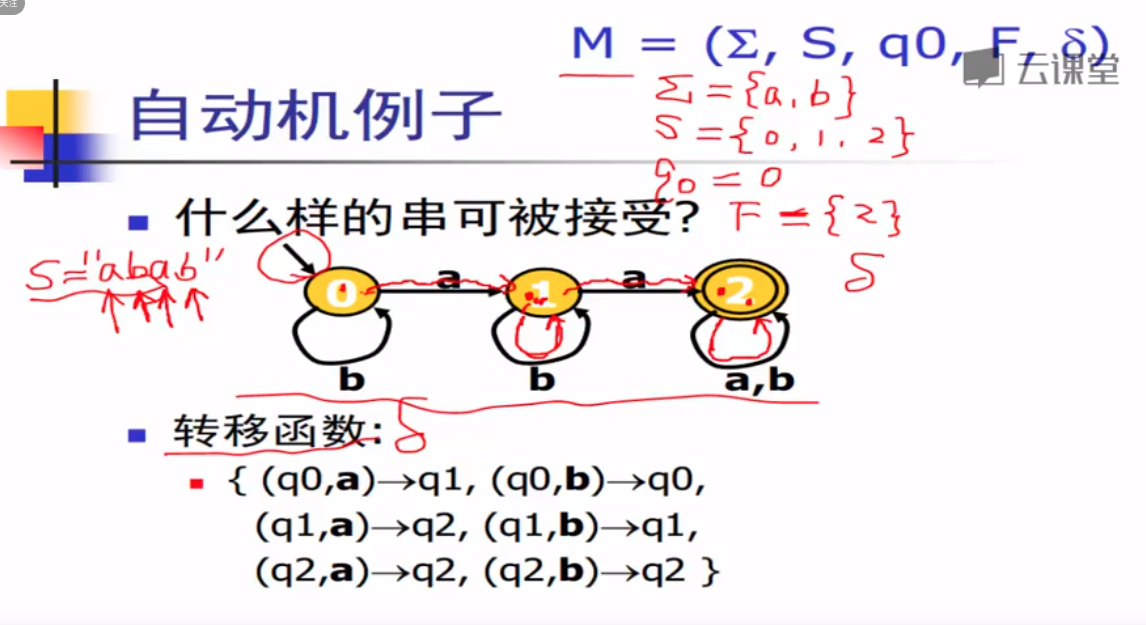 关注
M = (Σ, S, q0, F, δ)
云课堂
Σ = {a, b}
自动机例子
S = {0, 1, 2}
q0 = 0
什么样的串可被接受?
F = {2}
S="abab"
δ
a a
0 1 2
b b a,b
转移函数: δ
{ (q0,a)→q1, (q0,b)→q0,
(q1,a)→q2, (q1,b)→q1,
(q2,a)→q2, (q2,b)→q2 }